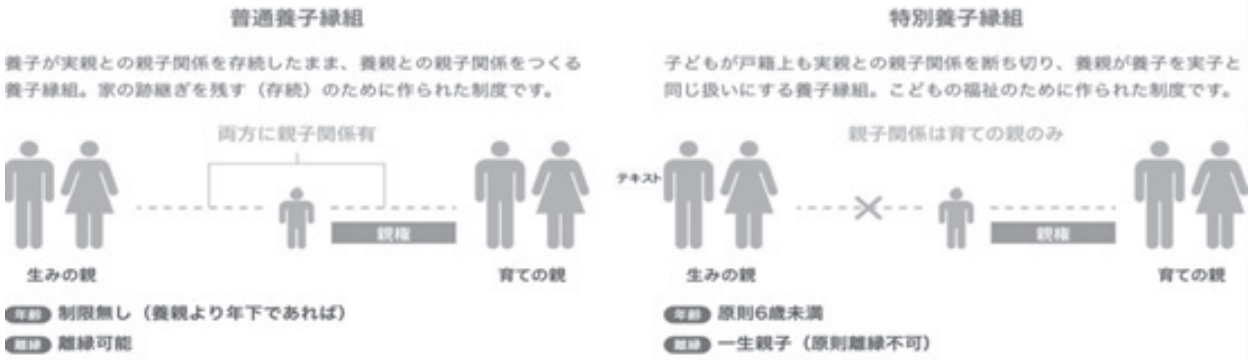 普通養子縁組
養子が実親との親子関係を存続したまま、養親との親子関係をつくる
養子縁組。家の跡継ぎを残す（存続）のために作られた制度です。
両方に親子関係有
親権
生みの親
育ての親
年齢 制限無し（養親より年下であれば）
離縁 離縁可能
テキスト
特別養子縁組
子どもが戸籍上も実親との親子関係を断ち切り、養親が養子を実子と
同じ扱いにする養子縁組。こどもの福祉のために作られた制度です。
親子関係は育ての親のみ
親権
生みの親
育ての親
年齢 原則6歳未満
離縁 一生親子（原則離縁不可）